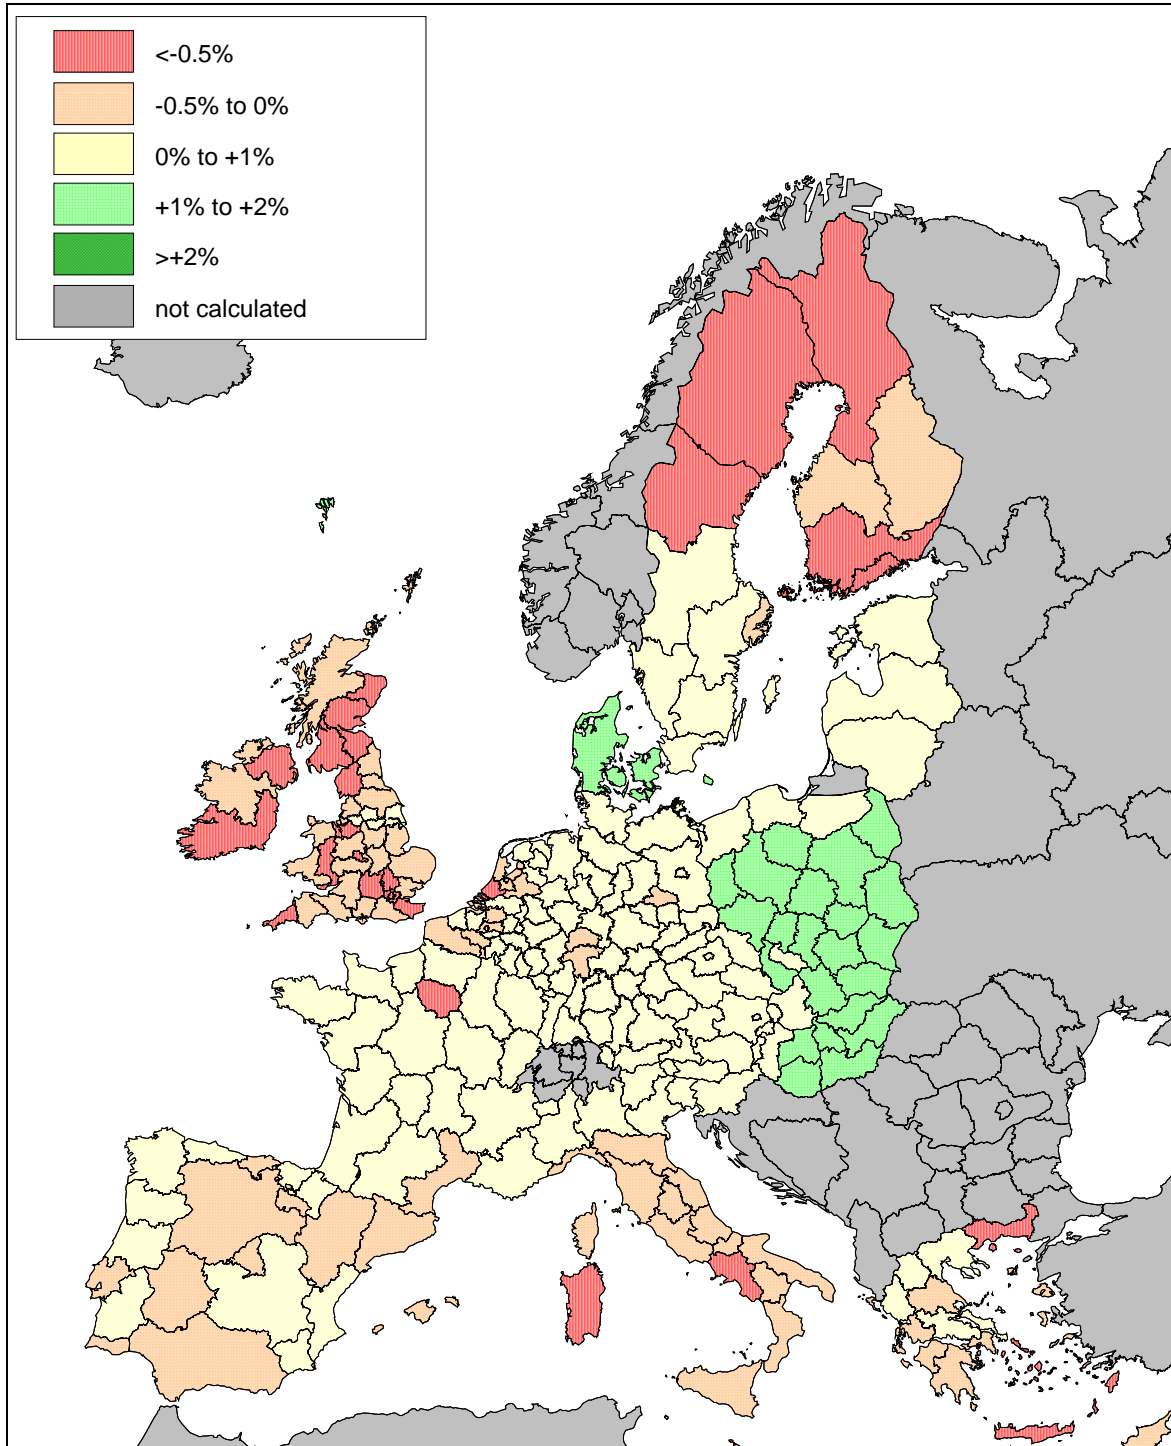 <-0.5%
-0.5% to 0%
0% to +1%
+1% to +2%
>+2%
not calculated